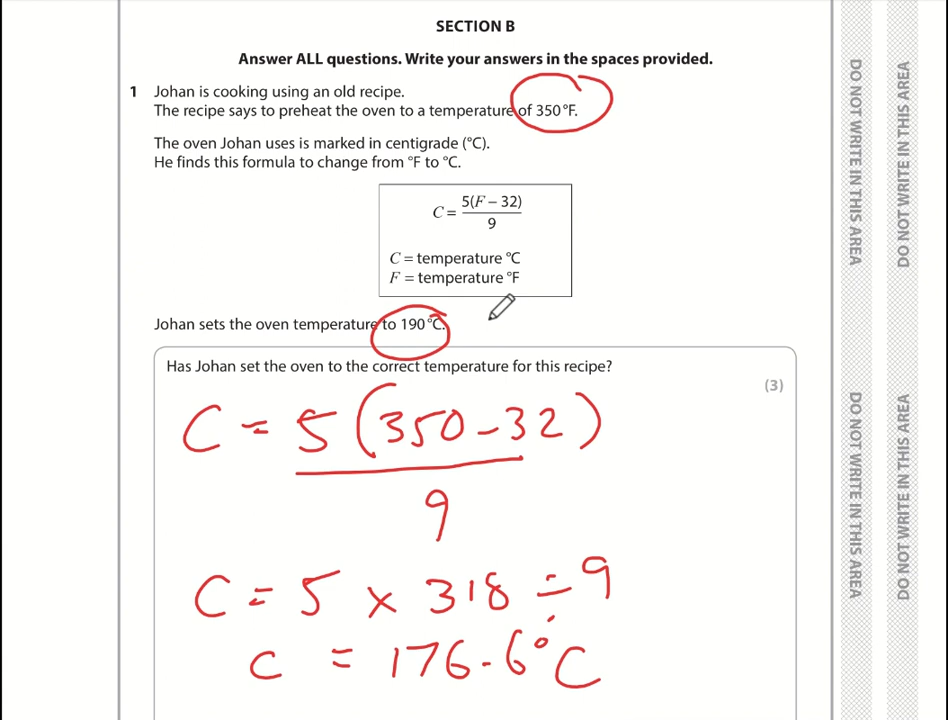 SECTION B
Answer ALL questions. Write your answers in the spaces provided.
1 Johan is cooking using an old recipe.
The recipe says to preheat the oven to a temperature of 350 °F.
The oven Johan uses is marked in centigrade (°C).
He finds this formula to change from °F to °C.
C = 5(F – 32)
9
C = temperature °C
F = temperature °F
Johan sets the oven temperature to 190 °C.
Has Johan set the oven to the correct temperature for this recipe?
(3)
C = 5 (350 - 32)
9
C = 5 × 318 ÷ 9
C = 176.6°C
DO NOT WRITE IN THIS AREA
DO NOT WRITE IN THIS AREA
DO NOT WRITE IN THIS AREA
DO NOT WRITE IN THIS AREA